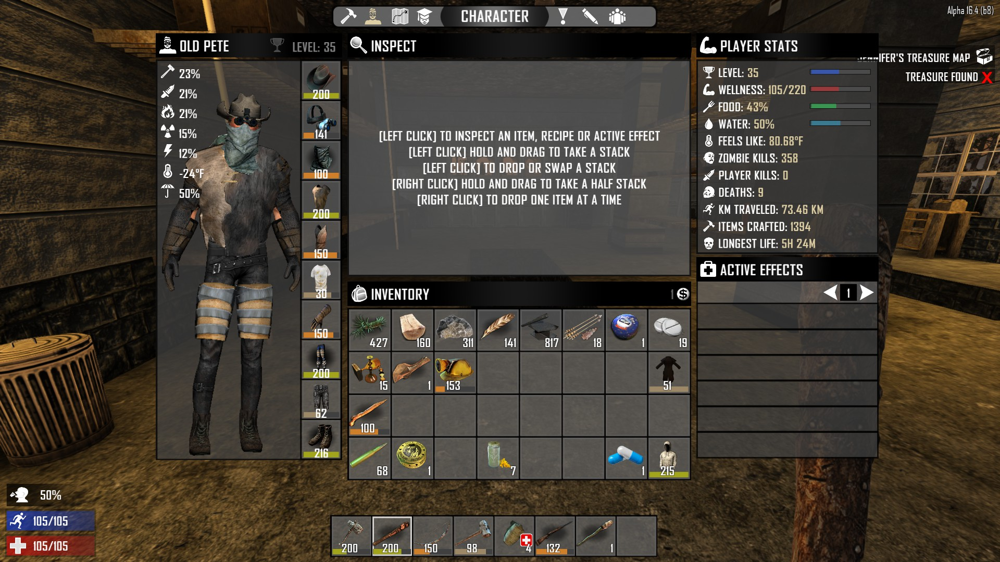 CHARACTER
Alpha 16.4 (b8)
OLD PETE
LEVEL: 35
23%
21%
21%
15%
12%
-24°F
50%
200
141
100
200
150
30
150
200
62
216
INSPECT
[LEFT CLICK] TO INSPECT AN ITEM, RECIPE OR ACTIVE EFFECT
[LEFT CLICK] HOLD AND DRAG TO TAKE A STACK
[LEFT CLICK] TO DROP OR SWAP A STACK
[RIGHT CLICK] HOLD AND DRAG TO TAKE A HALF STACK
[RIGHT CLICK] TO DROP ONE ITEM AT A TIME
INVENTORY
1
427 160 311 141 817 18 1 19
15 1 153 51
100
68 1 7 1 215
PLAYER STATS
LEVEL: 35
WELLNESS: 105/220
FOOD: 43%
WATER: 50%
FEELS LIKE: 80.68°F
ZOMBIE KILLS: 358
PLAYER KILLS: 0
DEATHS: 9
KM TRAVELED: 73.46 KM
ITEMS CRAFTED: 1394
LONGEST LIFE: 5H 24M
JENNIFER'S TREASURE MAP
TREASURE FOUND X
ACTIVE EFFECTS
1
50%
105/105
105/105
200 200 150 98 4 132 1